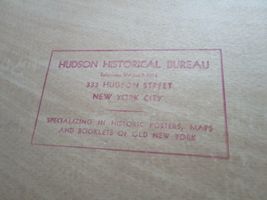 HUDSON HISTORICAL BUREAU
333 HUDSON STREET
NEW YORK CITY
SPECIALIZING IN HISTORIC POSTERS, MAPS
AND BOOKLETS OF OLD NEW YORK